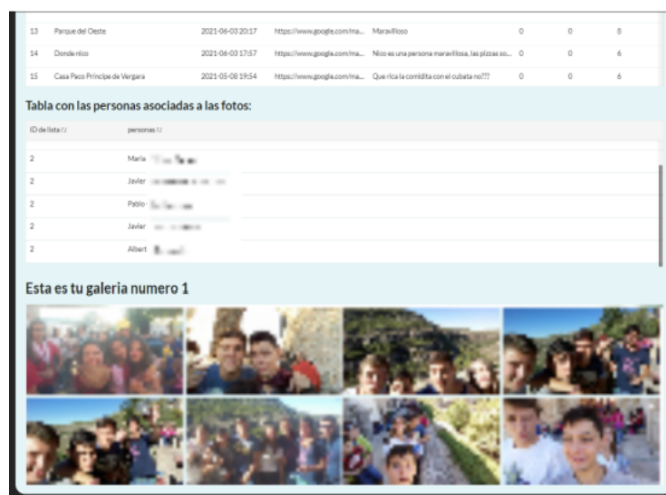 13 Parque del Oeste 2021-06-03 20:17 https://www.google.com/ma... Maravilloso 0 0 8
14 Donde nico 2021-06-03 17:57 https://www.google.com/ma... Nico es una persona maravillosa, las pizzas so... 0 0 6
15 Casa Paco Principe de Vergara 2021-05-08 19:54 https://www.google.com/ma... Que rica la comidita con el cubata no??? 0 0 6
Tabla con las personas asociadas a las fotos:
ID de lista personas
2 Maria
2 Javier
2 Pablo
2 Javier
2 Albert
Esta es tu galeria numero 1